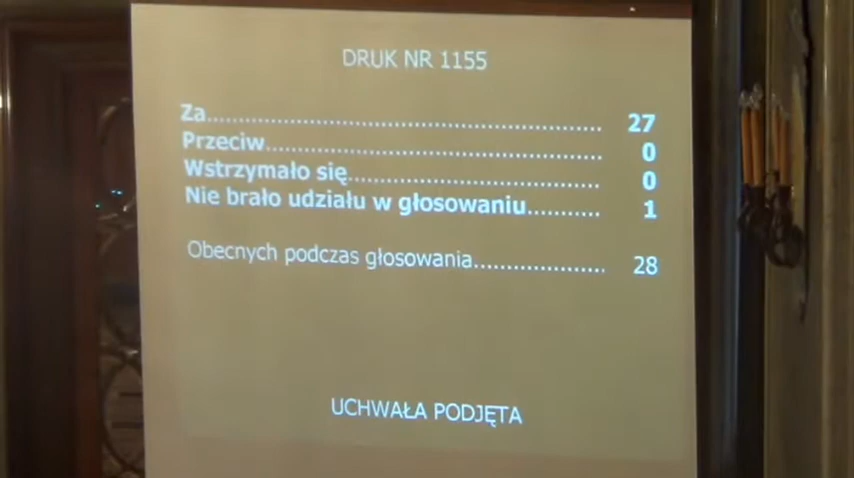 DRUK NR 1155
Za............................................................ 27
Przeciw................................................... 0
Wstrzymało się...................................... 0
Nie brało udziału w głosowaniu........... 1
Obecnych podczas głosowania.................... 28
UCHWAŁA PODJĘTA